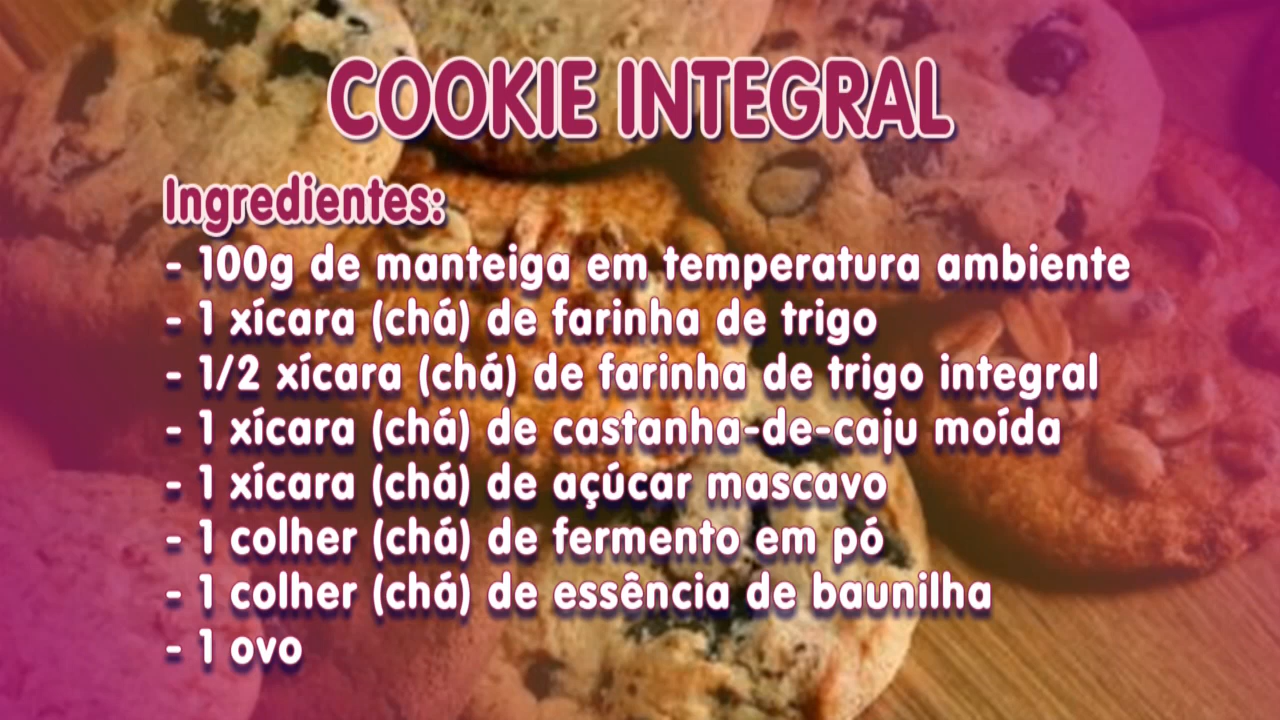 COOKIE INTEGRAL
Ingredientes:
- 100g de manteiga em temperatura ambiente
- 1 xícara (chá) de farinha de trigo
- 1/2 xícara (chá) de farinha de trigo integral
- 1 xícara (chá) de castanha-de-caju moída
- 1 xícara (chá) de açúcar mascavo
- 1 colher (chá) de fermento em pó
- 1 colher (chá) de essência de baunilha
- 1 ovo